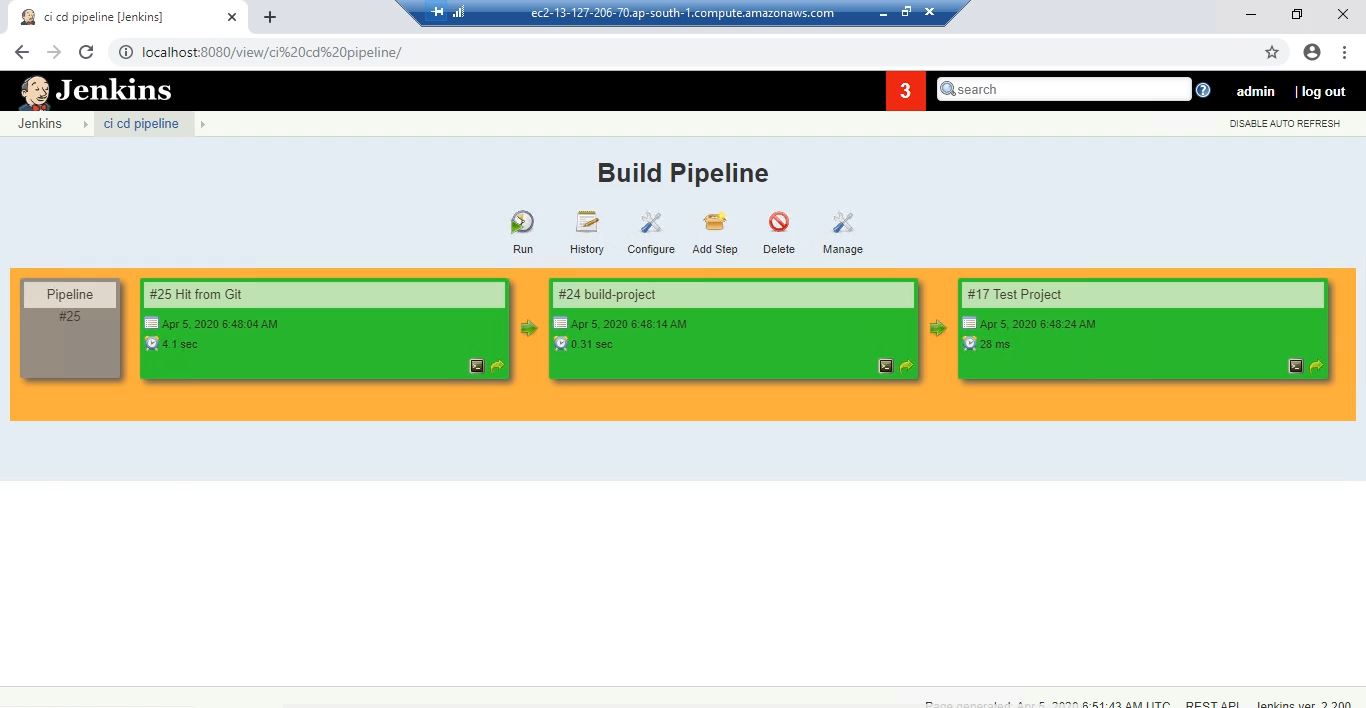 ci cd pipeline [Jenkins]
ec2-13-127-206-70.ap-south-1.compute.amazonaws.com
localhost:8080/view/ci%20cd%20pipeline/
Jenkins
3
search
admin
| log out
Jenkins
ci cd pipeline
DISABLE AUTO REFRESH
Build Pipeline
Run
History
Configure
Add Step
Delete
Manage
Pipeline
#25
#25 Hit from Git
Apr 5, 2020 6:48:04 AM
4.1 sec
#24 build-project
Apr 5, 2020 6:48:14 AM
0.31 sec
#17 Test Project
Apr 5, 2020 6:48:24 AM
28 ms
Page generated: Apr 5, 2020 6:51:43 AM UTC
REST API
Jenkins ver. 2.200